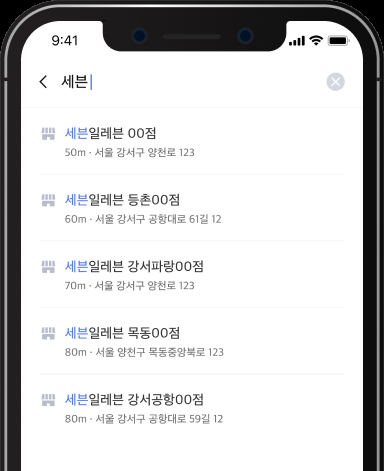 9:41
세븐
세븐일레븐 00점
50m · 서울 강서구 양천로 123
세븐일레븐 등촌00점
60m · 서울 강서구 공항대로 61길 12
세븐일레븐 강서파랑00점
70m · 서울 강서구 양천로 123
세븐일레븐 목동00점
80m · 서울 양천구 목동중앙북로 123
세븐일레븐 강서공항00점
80m · 서울 강서구 공항대로 59길 12